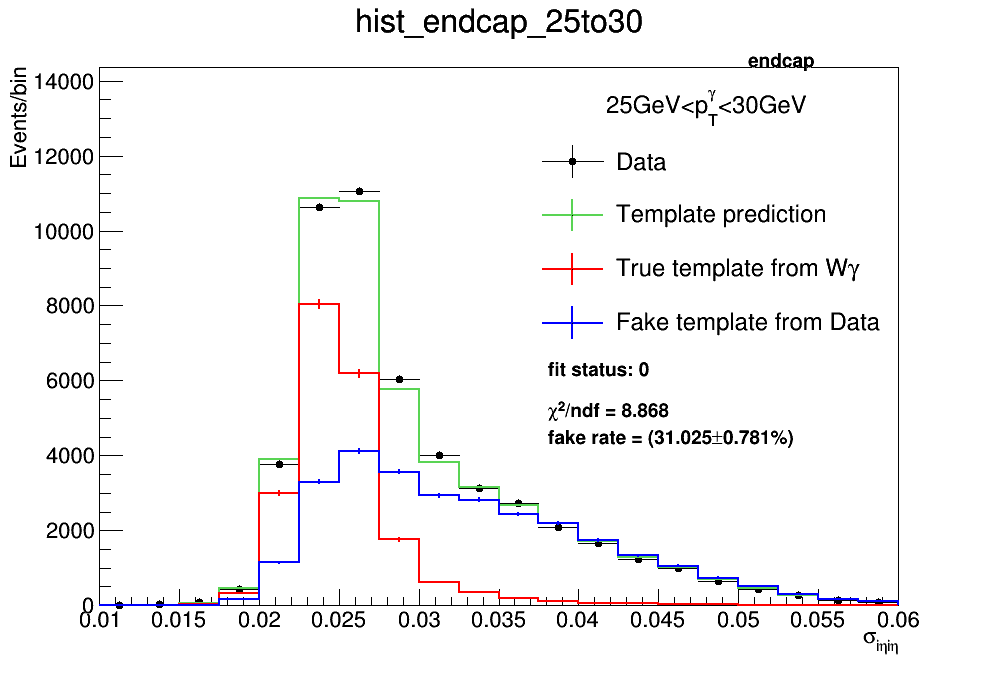 hist_endcap_25to30
endcap
Events/bin
25GeV<p_T^γ<30GeV
Data
Template prediction
True template from Wγ
Fake template from Data
fit status: 0
χ²/ndf = 8.868
fake rate = (31.025±0.781%)
14000
12000
10000
8000
6000
4000
2000
0
0.01 0.015 0.02 0.025 0.03 0.035 0.04 0.045 0.05 0.055 0.06
σ_iηiη